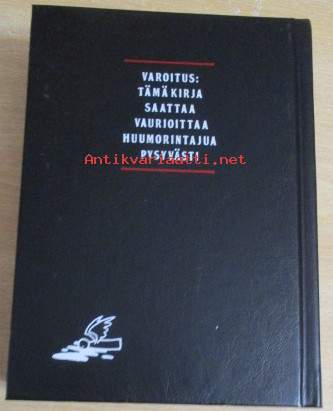 VAROITUS:
TÄMÄ KIRJA
SAATTAA
VAURIOITTAA
HUUMORINTAJUA
Antikvariaatti.net
PYSYVÄSTI